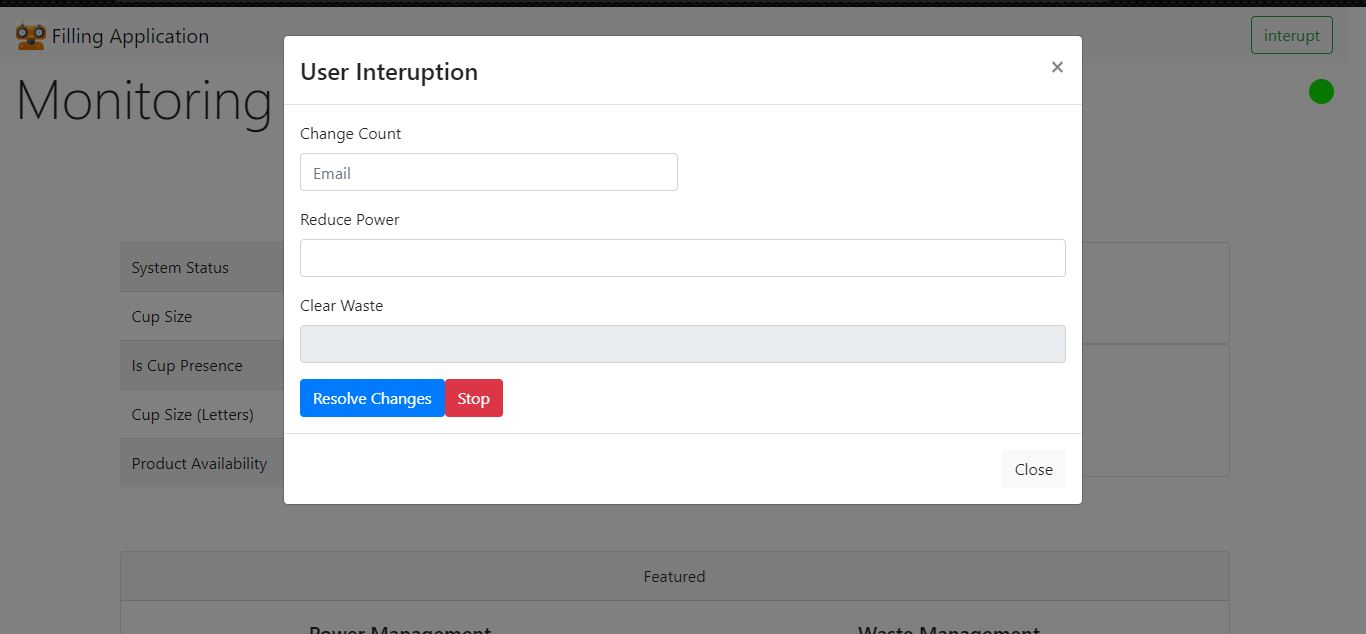 Filling Application
interupt
Monitoring
User Interuption
×
Change Count
Email
Reduce Power
Clear Waste
Resolve Changes
Stop
Close
System Status
Cup Size
Is Cup Presence
Cup Size (Letters)
Product Availability
Featured
Power Management
Waste Management